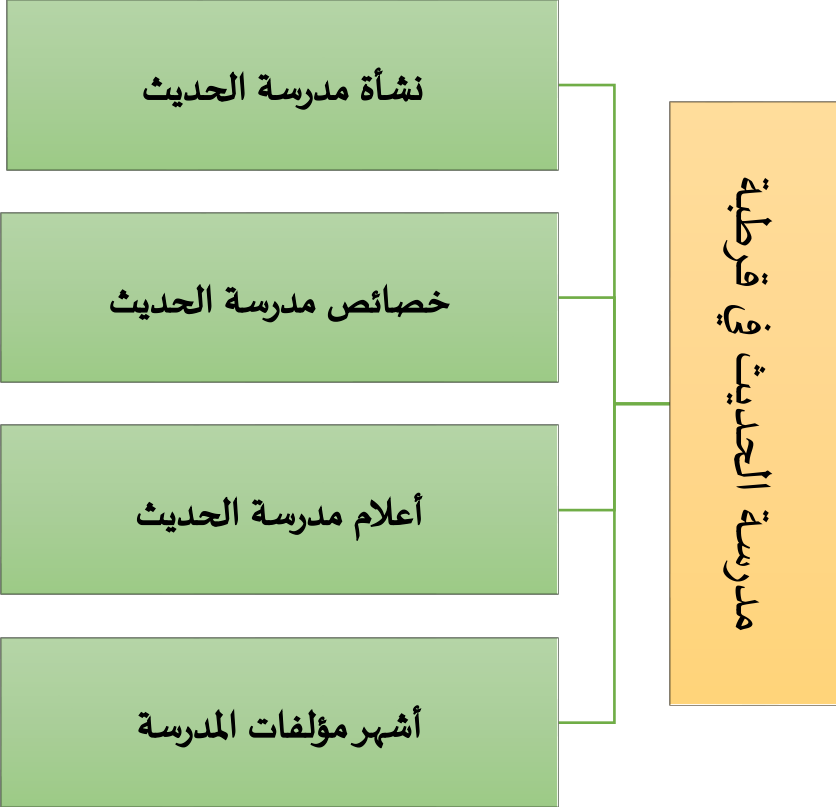 مدرسة الحديث في قرطبة
نشأة مدرسة الحديث
خصائص مدرسة الحديث
أعلام مدرسة الحديث
أشهر مؤلفات المدرسة